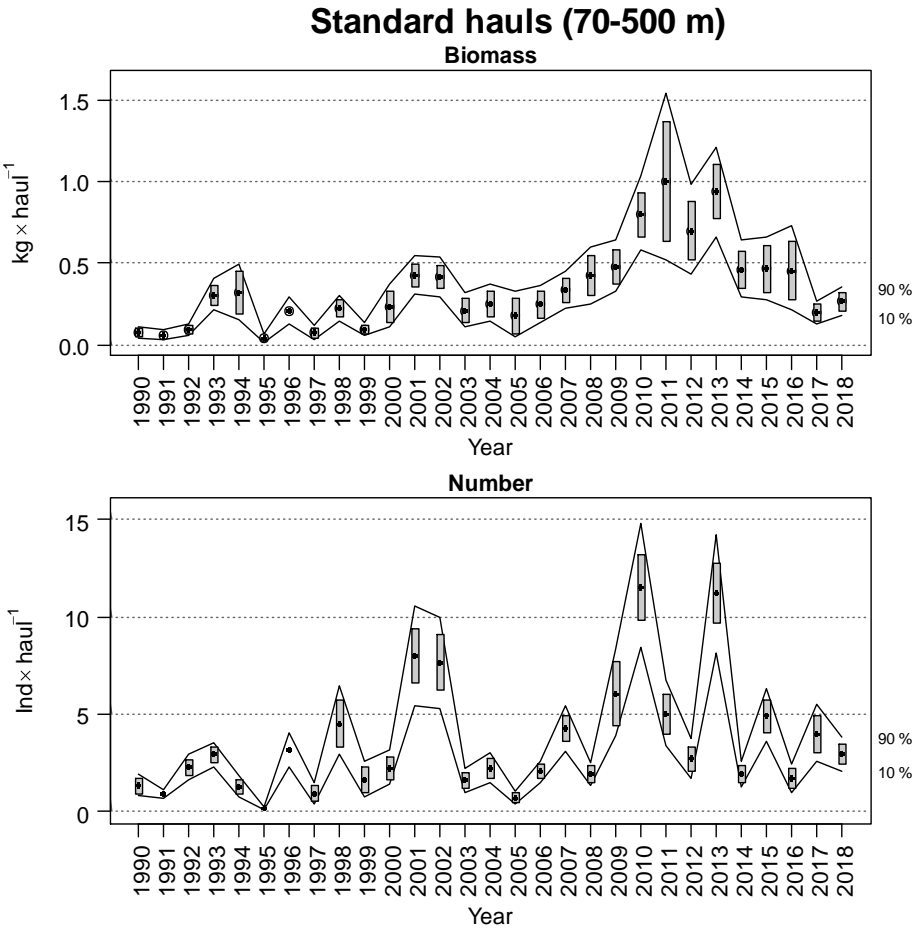 Standard hauls (70-500 m)
Biomass
kg × haul⁻¹
1.5
1.0
0.5
0.0
90 %
10 %
1990 1991 1992 1993 1994 1995 1996 1997 1998 1999 2000 2001 2002 2003 2004 2005 2006 2007 2008 2009 2010 2011 2012 2013 2014 2015 2016 2017 2018
Year
Number
Ind× haul⁻¹
15
10
5
0
90 %
10 %
1990 1991 1992 1993 1994 1995 1996 1997 1998 1999 2000 2001 2002 2003 2004 2005 2006 2007 2008 2009 2010 2011 2012 2013 2014 2015 2016 2017 2018
Year